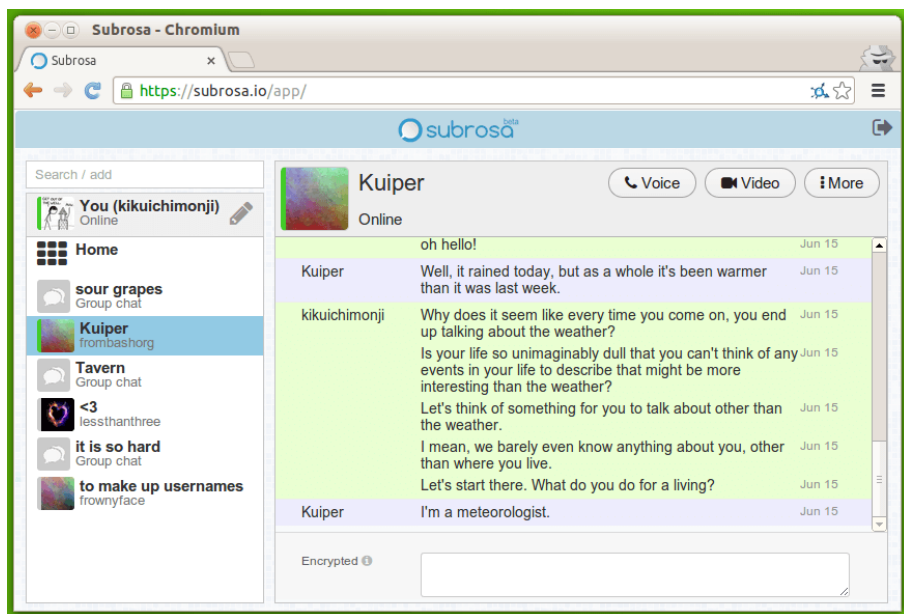 Subrosa - Chromium
Subrosa
https://subrosa.io/app/
subrosa beta
Search / add
You (kikuichimonji)
Online
Home
sour grapes
Group chat
Kuiper
frombashorg
Tavern
Group chat
<3
lessthanthree
it is so hard
Group chat
to make up usernames
frownyface
Kuiper
Online
Voice
Video
More
oh hello! Jun 15
Kuiper Well, it rained today, but as a whole it's been warmer Jun 15
than it was last week.
kikuichimonji Why does it seem like every time you come on, you end Jun 15
up talking about the weather?
Is your life so unimaginably dull that you can't think of any Jun 15
events in your life to describe that might be more
interesting than the weather?
Let's think of something for you to talk about other than Jun 15
the weather.
I mean, we barely even know anything about you, other Jun 15
than where you live.
Let's start there. What do you do for a living? Jun 15
Kuiper I'm a meteorologist. Jun 15
Encrypted